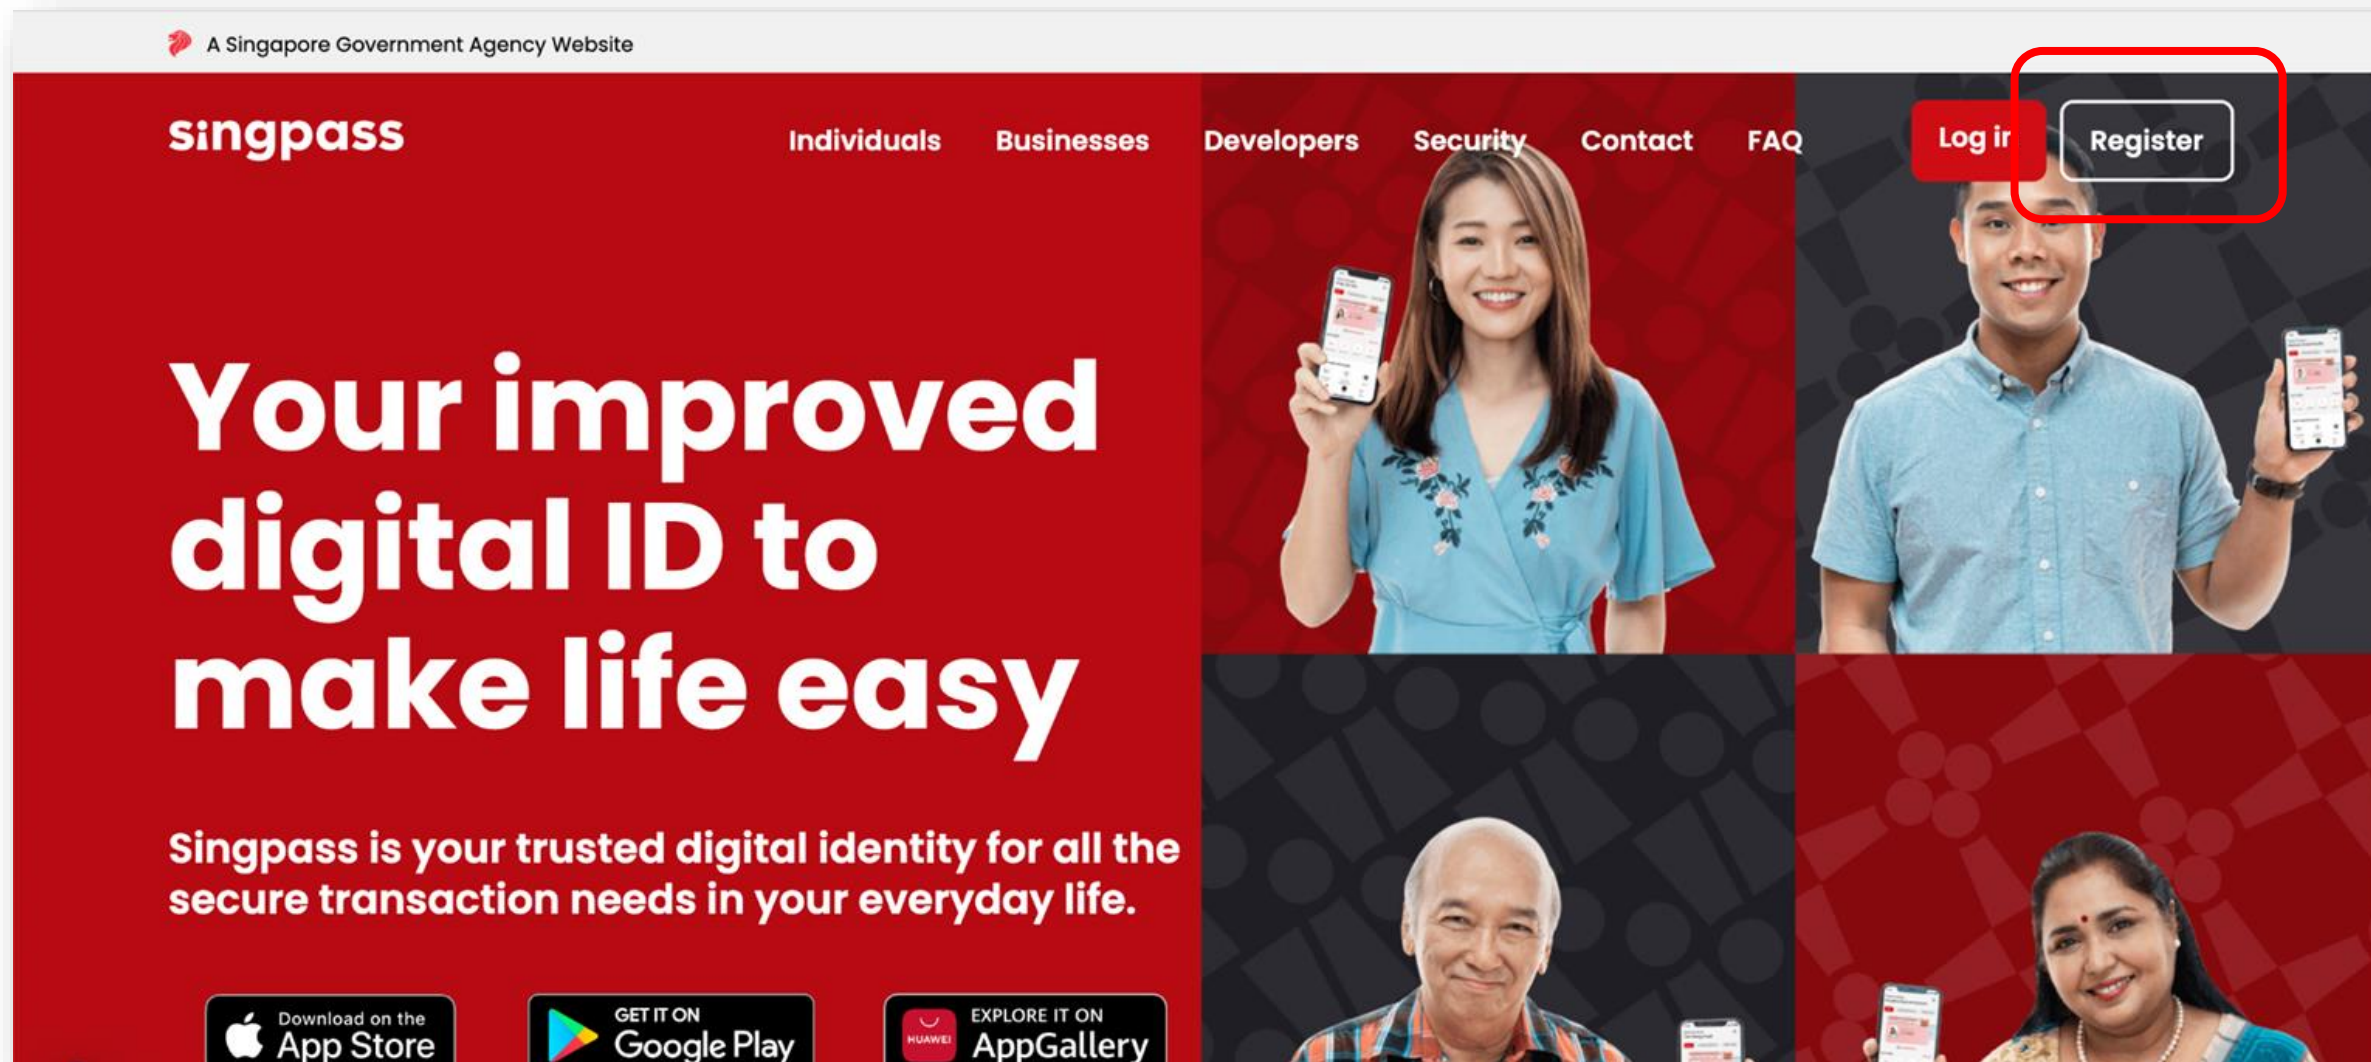 A Singapore Government Agency Website
singpass
Individuals
Businesses
Developers
Security
Contact
FAQ
Log in
Register
Your improved
digital ID to
make life easy
Singpass is your trusted digital identity for all the
secure transaction needs in your everyday life.
Download on the
App Store
GET IT ON
Google Play
HUAWEI
EXPLORE IT ON
AppGallery